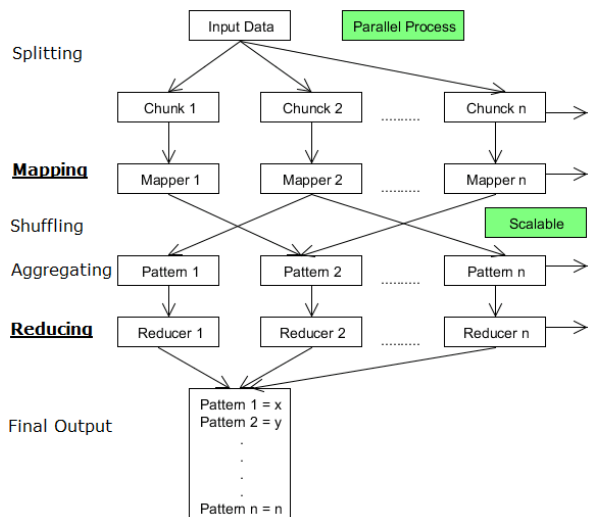 Input Data
Parallel Process
Splitting
Chunk 1
Chunck 2
..........
Chunck n
Mapping
Mapper 1
Mapper 2
..........
Mapper n
Shuffling
Scalable
Aggregating
Pattern 1
Pattern 2
..........
Pattern n
Reducing
Reducer 1
Reducer 2
..........
Reducer n
Final Output
Pattern 1 = x
Pattern 2 = y
.
.
.
.
Pattern n = n